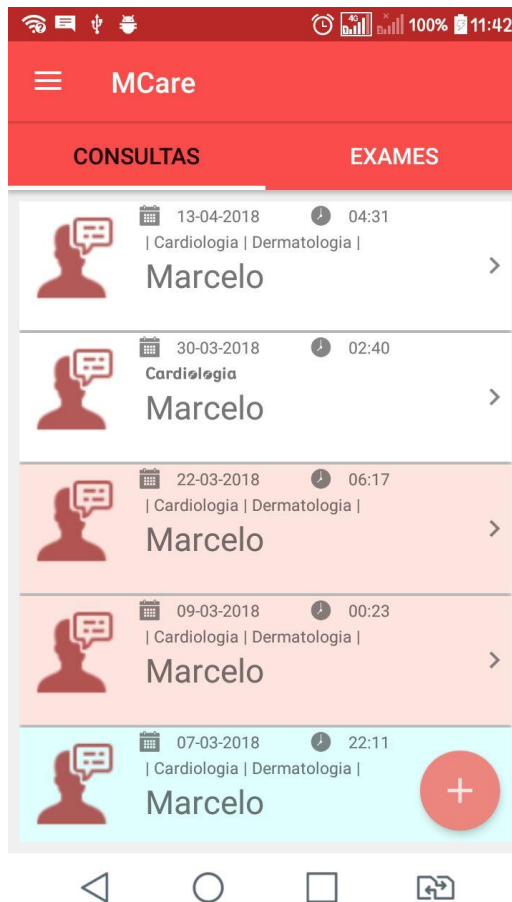 4G 100% 11:42
MCare
CONSULTAS EXAMES
13-04-2018 04:31
| Cardiologia | Dermatologia |
Marcelo
30-03-2018 02:40
Cardiologia
Marcelo
22-03-2018 06:17
| Cardiologia | Dermatologia |
Marcelo
09-03-2018 00:23
| Cardiologia | Dermatologia |
Marcelo
07-03-2018 22:11
| Cardiologia | Dermatologia |
Marcelo